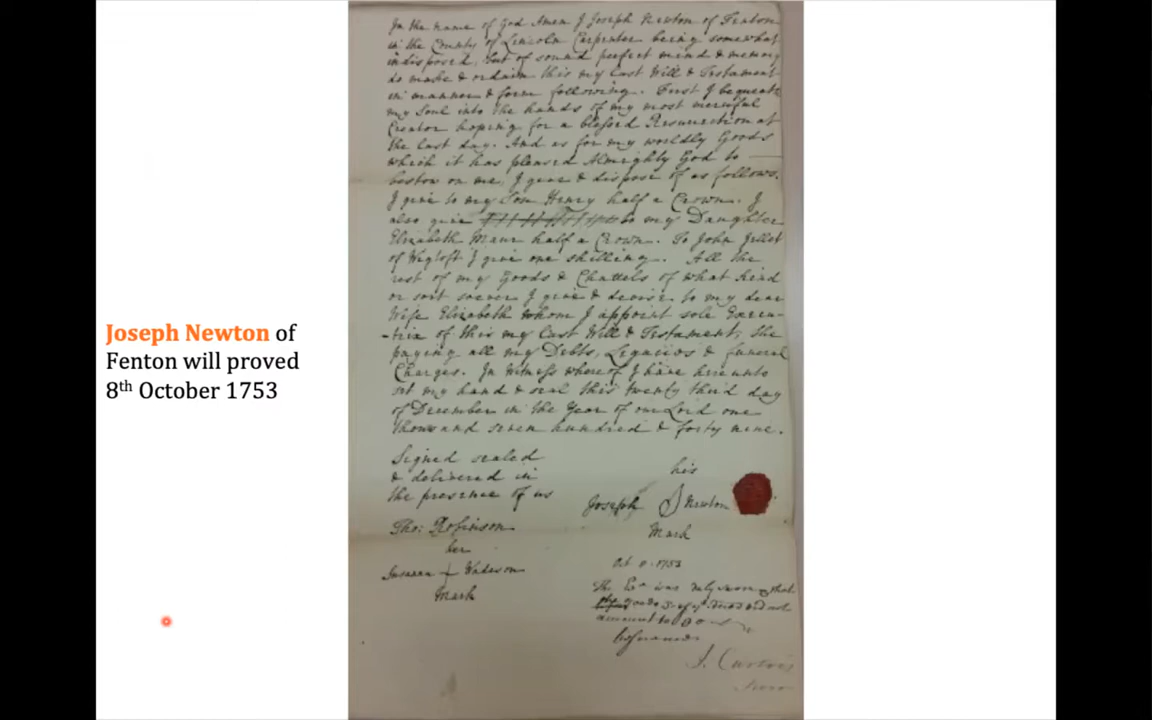 Joseph Newton of
Fenton will proved
8th October 1753
In the Name of God Amen I Joseph Newton of Fenton
in the County of Lincoln Carpenter being somewhat
indisposed, but of sound perfect mind & memory
do make & ordain this my Last Will & Testament
in manner & form following. First I bequeath
my Soul into the hands of my most merciful
Creator hoping for a blessed Resurrection at
the last day. And as for my worldly Goods
which it has pleased Almighty God to
bestow on me, I give & dispose of as follows.
I give to my Son Henry half a Crown. I
also give to my Daughter
Elizabeth half a Crown. To John
of I give one shilling. All the
rest of my Goods & Chattels of what kind
or sort soever I give & devise to my dear
Wife Elizabeth whom I appoint sole Execu-
-trix of this my Last Will & Testament, she
paying all my Debts, Legacies & funeral
Charges. In Witness whereof I have hereunto
set my hand & seal this twenty third day
of December in the Year of our Lord one
thousand seven hundred & forty nine.
Signed sealed
& delivered in
the presence of us
his
Joseph Newton
Mark
Tho: Robinson
her
Susanna
Mark
1753
The was duly sworn that
amount to
before me